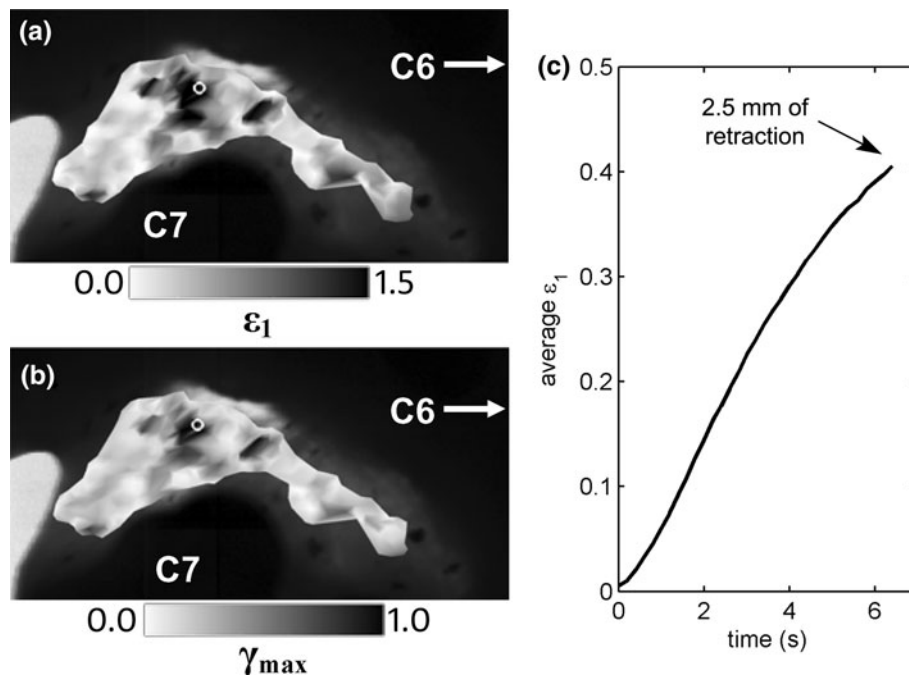 (a)
C6
C7
0.0 1.5
ε1
(b)
C6
C7
0.0 1.0
γmax
(c)
0.5
0.4
0.3
0.2
0.1
0
average ε1
2.5 mm of
retraction
0 2 4 6
time (s)